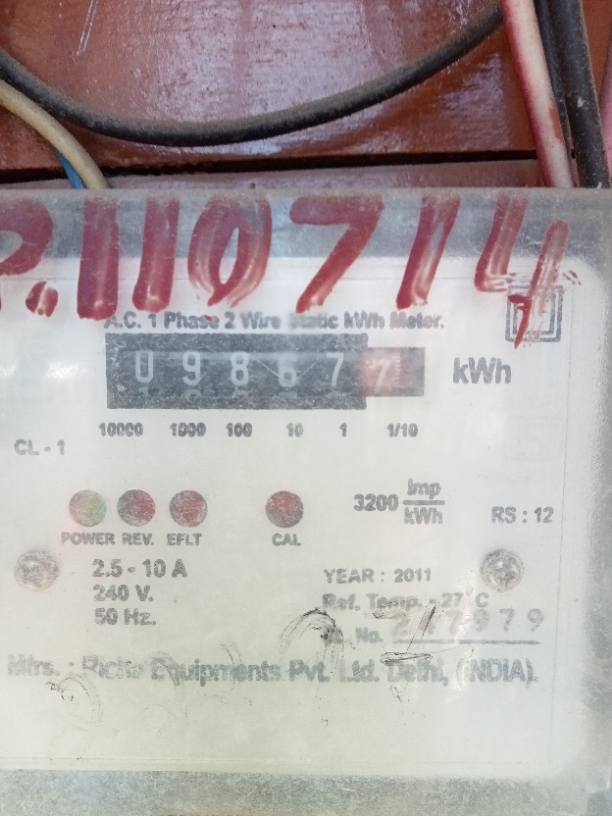 P.110714
A.C. 1 Phase 2 Wire Static kWh Meter.
0 9 8 6 7 7 kWh
10000 1000 100 10 1 1/10
CL - 1
3200 Imp/kWh
RS : 12
POWER REV. EFLT CAL
2.5 - 10 A
240 V.
50 Hz.
YEAR : 2011
Ref. Temp. - 27°C
No.
Mfrs. : Equipments Pvt. Ltd. Delhi, (INDIA).